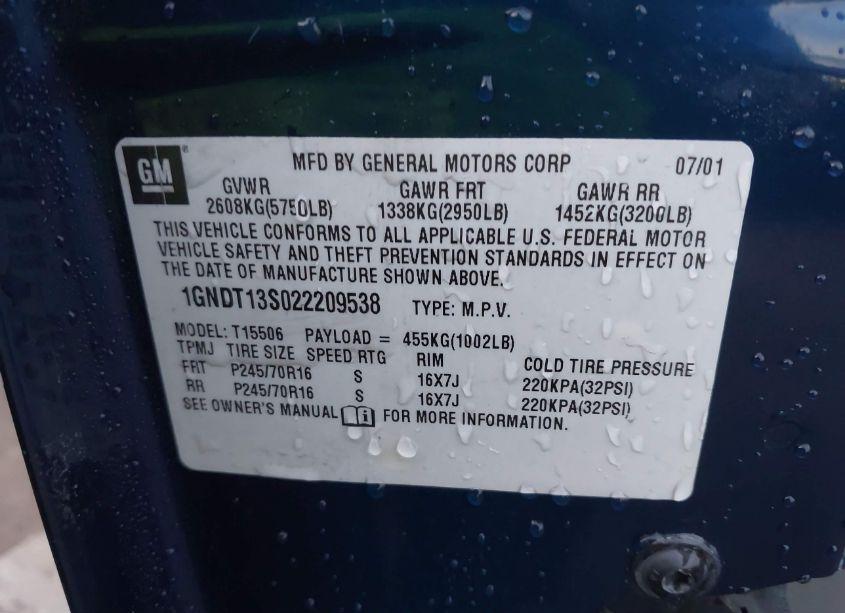 GM
MFD BY GENERAL MOTORS CORP 07/01
GVWR GAWR FRT GAWR RR
2608KG(5750LB) 1338KG(2950LB) 1452KG(3200LB)
THIS VEHICLE CONFORMS TO ALL APPLICABLE U.S. FEDERAL MOTOR
VEHICLE SAFETY AND THEFT PREVENTION STANDARDS IN EFFECT ON
THE DATE OF MANUFACTURE SHOWN ABOVE.
1GNDT13S022209538 TYPE: M.P.V.
MODEL: T15506 PAYLOAD = 455KG(1002LB)
TPMJ TIRE SIZE SPEED RTG RIM COLD TIRE PRESSURE
FRT P245/70R16 S 16X7J 220KPA(32PSI)
RR P245/70R16 S 16X7J 220KPA(32PSI)
SEE OWNER'S MANUAL FOR MORE INFORMATION.